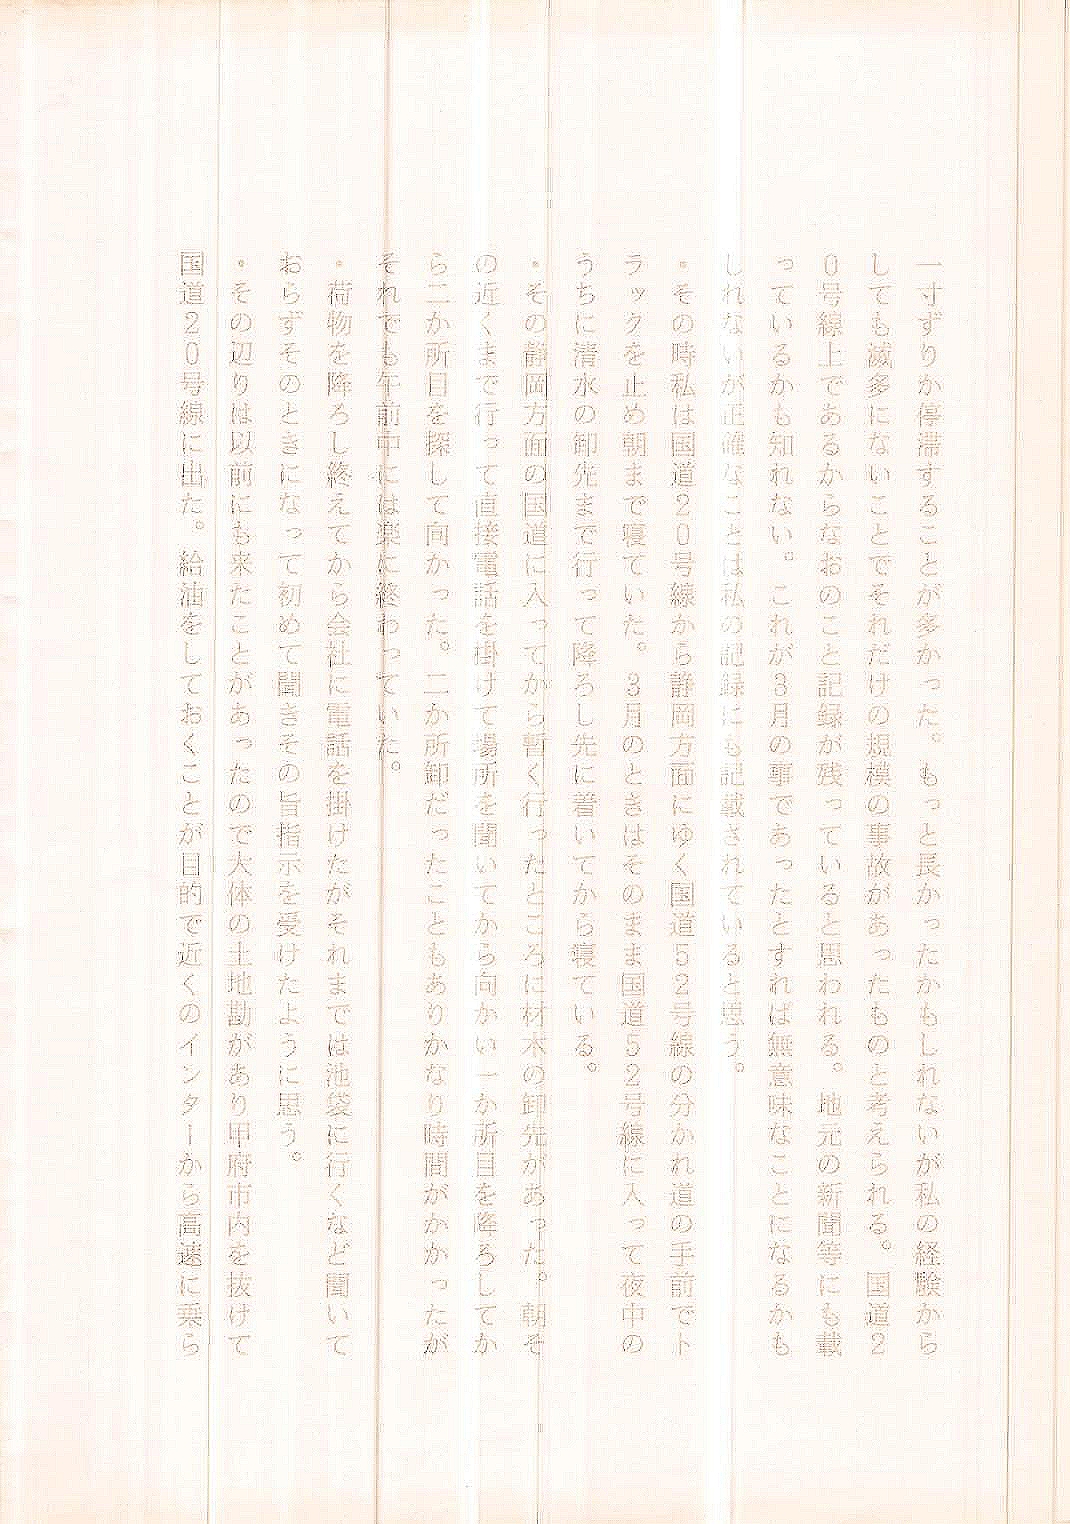 一寸ずりか停滞することが多かった。もっと長かったかもしれないが私の経験から
しても滅多にないことでそれだけの規模の事故があったものと考えられる。国道2
0号線上であるからなおのこと記録が残っていると思われる。地元の新聞等にも載
っているかも知れない。これが3月の事であったとすれば無意味なことになるかも
しれないが正確なことは私の記録にも記載されていると思う。
・その時私は国道20号線から静岡方面にゆく国道52号線の分かれ道の手前でト
ラックを止め朝まで寝ていた。3月のときはそのまま国道52号線に入って夜中の
うちに清水の卸先まで行って降ろし先に着いてから寝ている。
・その静岡方面の国道に入ってから暫く行ったところに材木の卸先があった。朝そ
の近くまで行って直接電話を掛けて場所を聞いてから向かい一か所目を降ろしてか
ら二か所目を探して向かった。二か所卸だったこともありかなり時間がかかったが
それでも午前中には楽に終わっていた。
・荷物を降ろし終えてから会社に電話を掛けたがそれまでは池袋に行くなど聞いて
おらずそのときになって初めて聞きその旨指示を受けたように思う。
・その辺りは以前にも来たことがあったので大体の土地勘があり甲府市内を抜けて
国道20号線に出た。給油をしておくことが目的で近くのインターから高速に乗ら